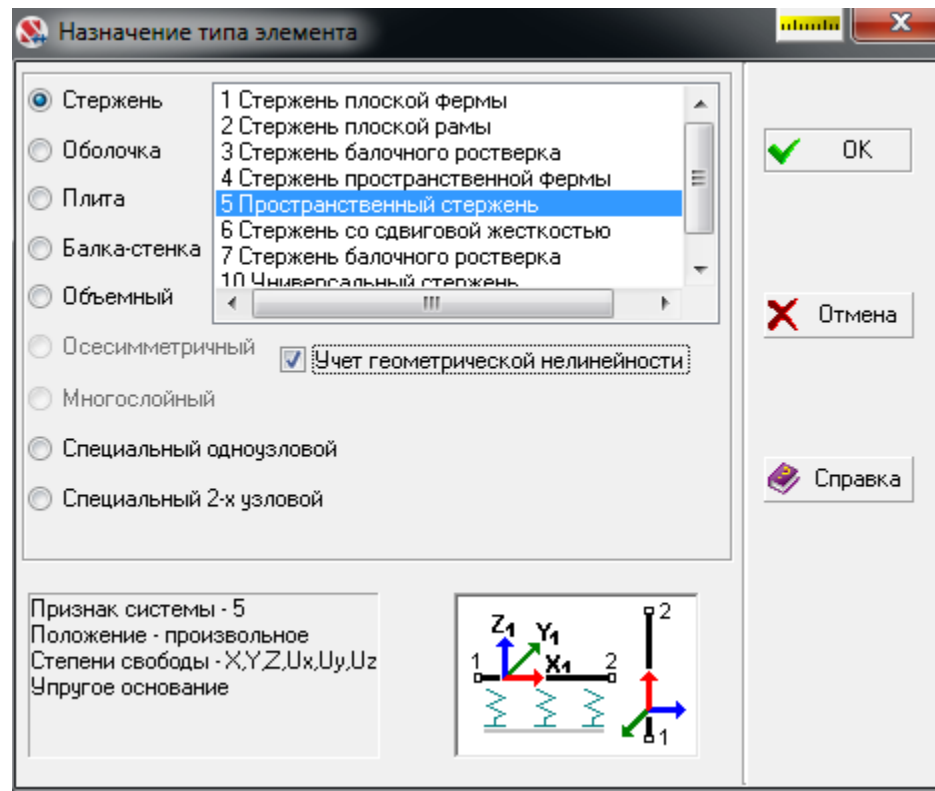 Назначение типа элемента
X
Стержень
Оболочка
Плита
Балка-стенка
Объемный
Осесимметричный
Многослойный
Специальный одноузловой
Специальный 2-х узловой
1 Стержень плоской фермы
2 Стержень плоской рамы
3 Стержень балочного ростверка
4 Стержень пространственной фермы
5 Пространственный стержень
6 Стержень со сдвиговой жесткостью
7 Стержень балочного ростверка
10 Универсальный стержень
Учет геометрической нелинейности
OK
Отмена
Справка
Признак системы - 5
Положение - произвольное
Степени свободы - X,Y,Z,Ux,Uy,Uz
Упругое основание
Z1 Y1
1 X1 2
2
1